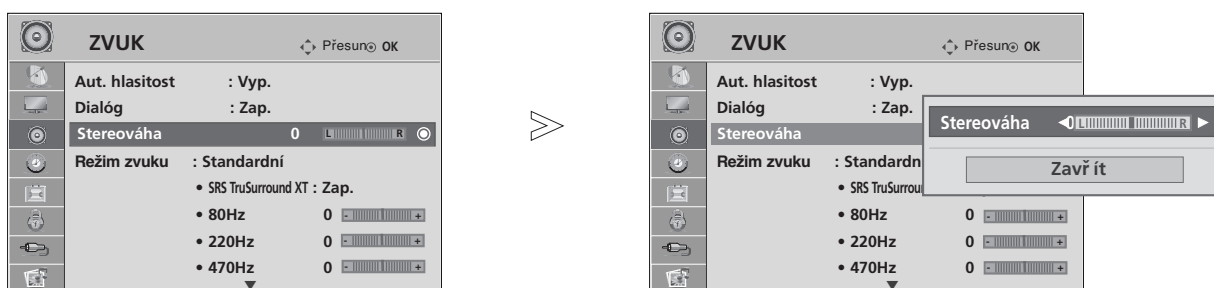 ZVUK
Přesun OK
Aut. hlasitost : Vyp.
Dialóg : Zap.
Stereováha 0 L R
Režim zvuku : Standardní
• SRS TruSurround XT : Zap.
• 80Hz 0 - +
• 220Hz 0 - +
• 470Hz 0 - +
ZVUK
Přesun OK
Aut. hlasitost : Vyp.
Dialóg : Zap.
Stereováha
Režim zvuku : Standardn
• SRS TruSurrou
• 80Hz 0 - +
• 220Hz 0 - +
• 470Hz 0 - +
Stereováha 0 L R
Zavř ít